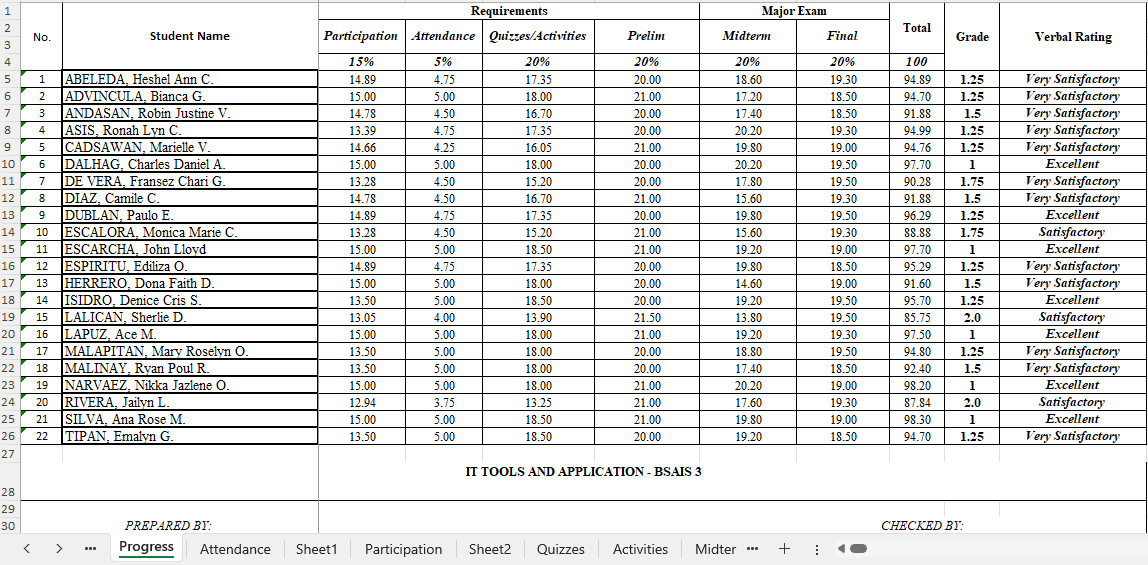 1 Requirements Major Exam
2 No. Student Name Participation Attendance Quizzes/Activities Prelim Midterm Final Total Grade Verbal Rating
3
4 15% 5% 20% 20% 20% 20% 100
5 1 ABELEDA, Heshel Ann C. 14.89 4.75 17.35 20.00 18.60 19.30 94.89 1.25 Very Satisfactory
6 2 ADVINCULA, Bianca G. 15.00 5.00 18.00 21.00 17.20 18.50 94.70 1.25 Very Satisfactory
7 3 ANDASAN, Robin Justine V. 14.78 4.50 16.70 20.00 17.40 18.50 91.88 1.5 Very Satisfactory
8 4 ASIS, Ronah Lyn C. 13.39 4.75 17.35 20.00 20.20 19.30 94.99 1.25 Very Satisfactory
9 5 CADSAWAN, Marielle V. 14.66 4.25 16.05 21.00 19.80 19.00 94.76 1.25 Very Satisfactory
10 6 DALHAG, Charles Daniel A. 15.00 5.00 18.00 20.00 20.20 19.50 97.70 1 Excellent
11 7 DE VERA, Fransez Chari G. 13.28 4.50 15.20 20.00 17.80 19.50 90.28 1.75 Very Satisfactory
12 8 DIAZ, Camile C. 14.78 4.50 16.70 21.00 15.60 19.30 91.88 1.5 Very Satisfactory
13 9 DUBLAN, Paulo E. 14.89 4.75 17.35 20.00 19.80 19.50 96.29 1.25 Excellent
14 10 ESCALORA, Monica Marie C. 13.28 4.50 15.20 21.00 15.60 19.30 88.88 1.75 Satisfactory
15 11 ESCARCHA, John Lloyd 15.00 5.00 18.50 21.00 19.20 19.00 97.70 1 Excellent
16 12 ESPIRITU, Ediliza O. 14.89 4.75 17.35 20.00 19.80 18.50 95.29 1.25 Very Satisfactory
17 13 HERRERO, Dona Faith D. 15.00 5.00 18.00 20.00 14.60 19.00 91.60 1.5 Very Satisfactory
18 14 ISIDRO, Denice Cris S. 13.50 5.00 18.50 20.00 19.20 19.50 95.70 1.25 Excellent
19 15 LALICAN, Sherlie D. 13.05 4.00 13.90 21.50 13.80 19.50 85.75 2.0 Satisfactory
20 16 LAPUZ, Ace M. 15.00 5.00 18.00 21.00 19.20 19.30 97.50 1 Excellent
21 17 MALAPITAN, Mary Roselyn O. 13.50 5.00 18.00 20.00 18.80 19.50 94.80 1.25 Very Satisfactory
22 18 MALINAY, Ryan Poul R. 13.50 5.00 18.00 20.00 17.40 18.50 92.40 1.5 Very Satisfactory
23 19 NARVAEZ, Nikka Jazlene O. 15.00 5.00 18.00 21.00 20.20 19.00 98.20 1 Excellent
24 20 RIVERA, Jailyn L. 12.94 3.75 13.25 21.00 17.60 19.30 87.84 2.0 Satisfactory
25 21 SILVA, Ana Rose M. 15.00 5.00 18.50 21.00 19.80 19.00 98.30 1 Excellent
26 22 TIPAN, Emalyn G. 13.50 5.00 18.50 20.00 19.20 18.50 94.70 1.25 Very Satisfactory
27
28 IT TOOLS AND APPLICATION - BSAIS 3
29
30 PREPARED BY: CHECKED BY:
Progress Attendance Sheet1 Participation Sheet2 Quizzes Activities Midter